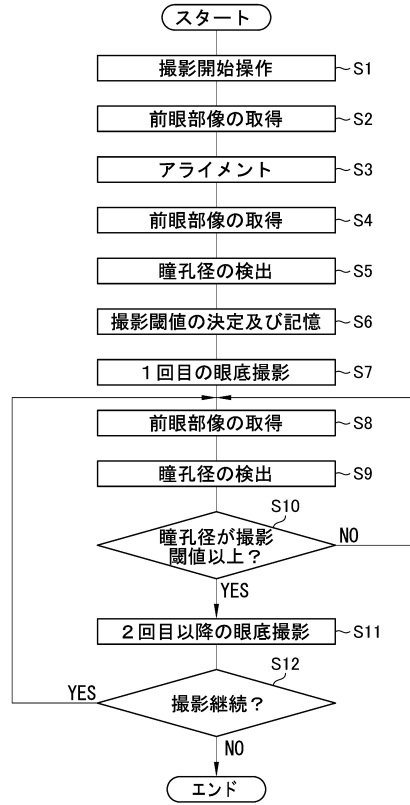 スタート
撮影開始操作 S1
前眼部像の取得 S2
アライメント S3
前眼部像の取得 S4
瞳孔径の検出 S5
撮影閾値の決定及び記憶 S6
1回目の眼底撮影 S7
前眼部像の取得 S8
瞳孔径の検出 S9
S10
瞳孔径が撮影
閾値以上? NO
YES
2回目以降の眼底撮影 S11
S12
YES 撮影継続?
NO
エンド